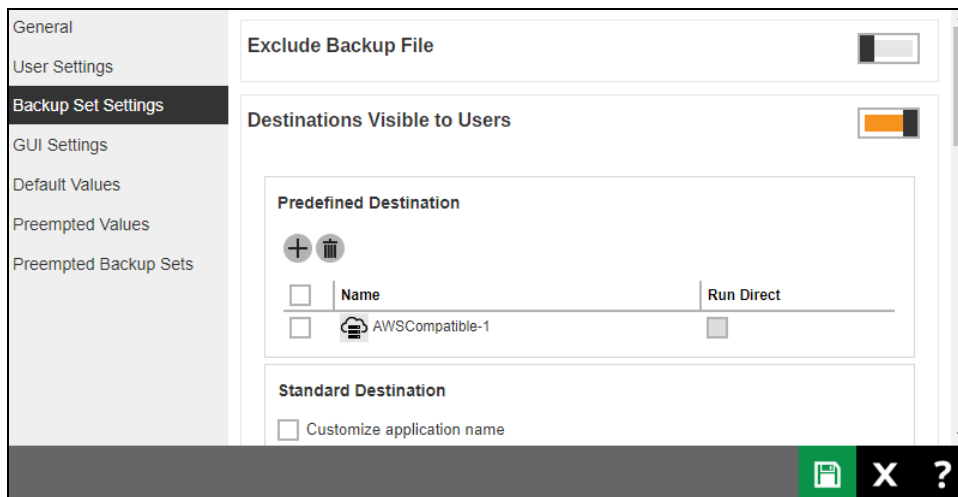 General
User Settings
Backup Set Settings
GUI Settings
Default Values
Preempted Values
Preempted Backup Sets
Exclude Backup File
Destinations Visible to Users
Predefined Destination
Name Run Direct
AWSCompatible-1
Standard Destination
Customize application name
X ?